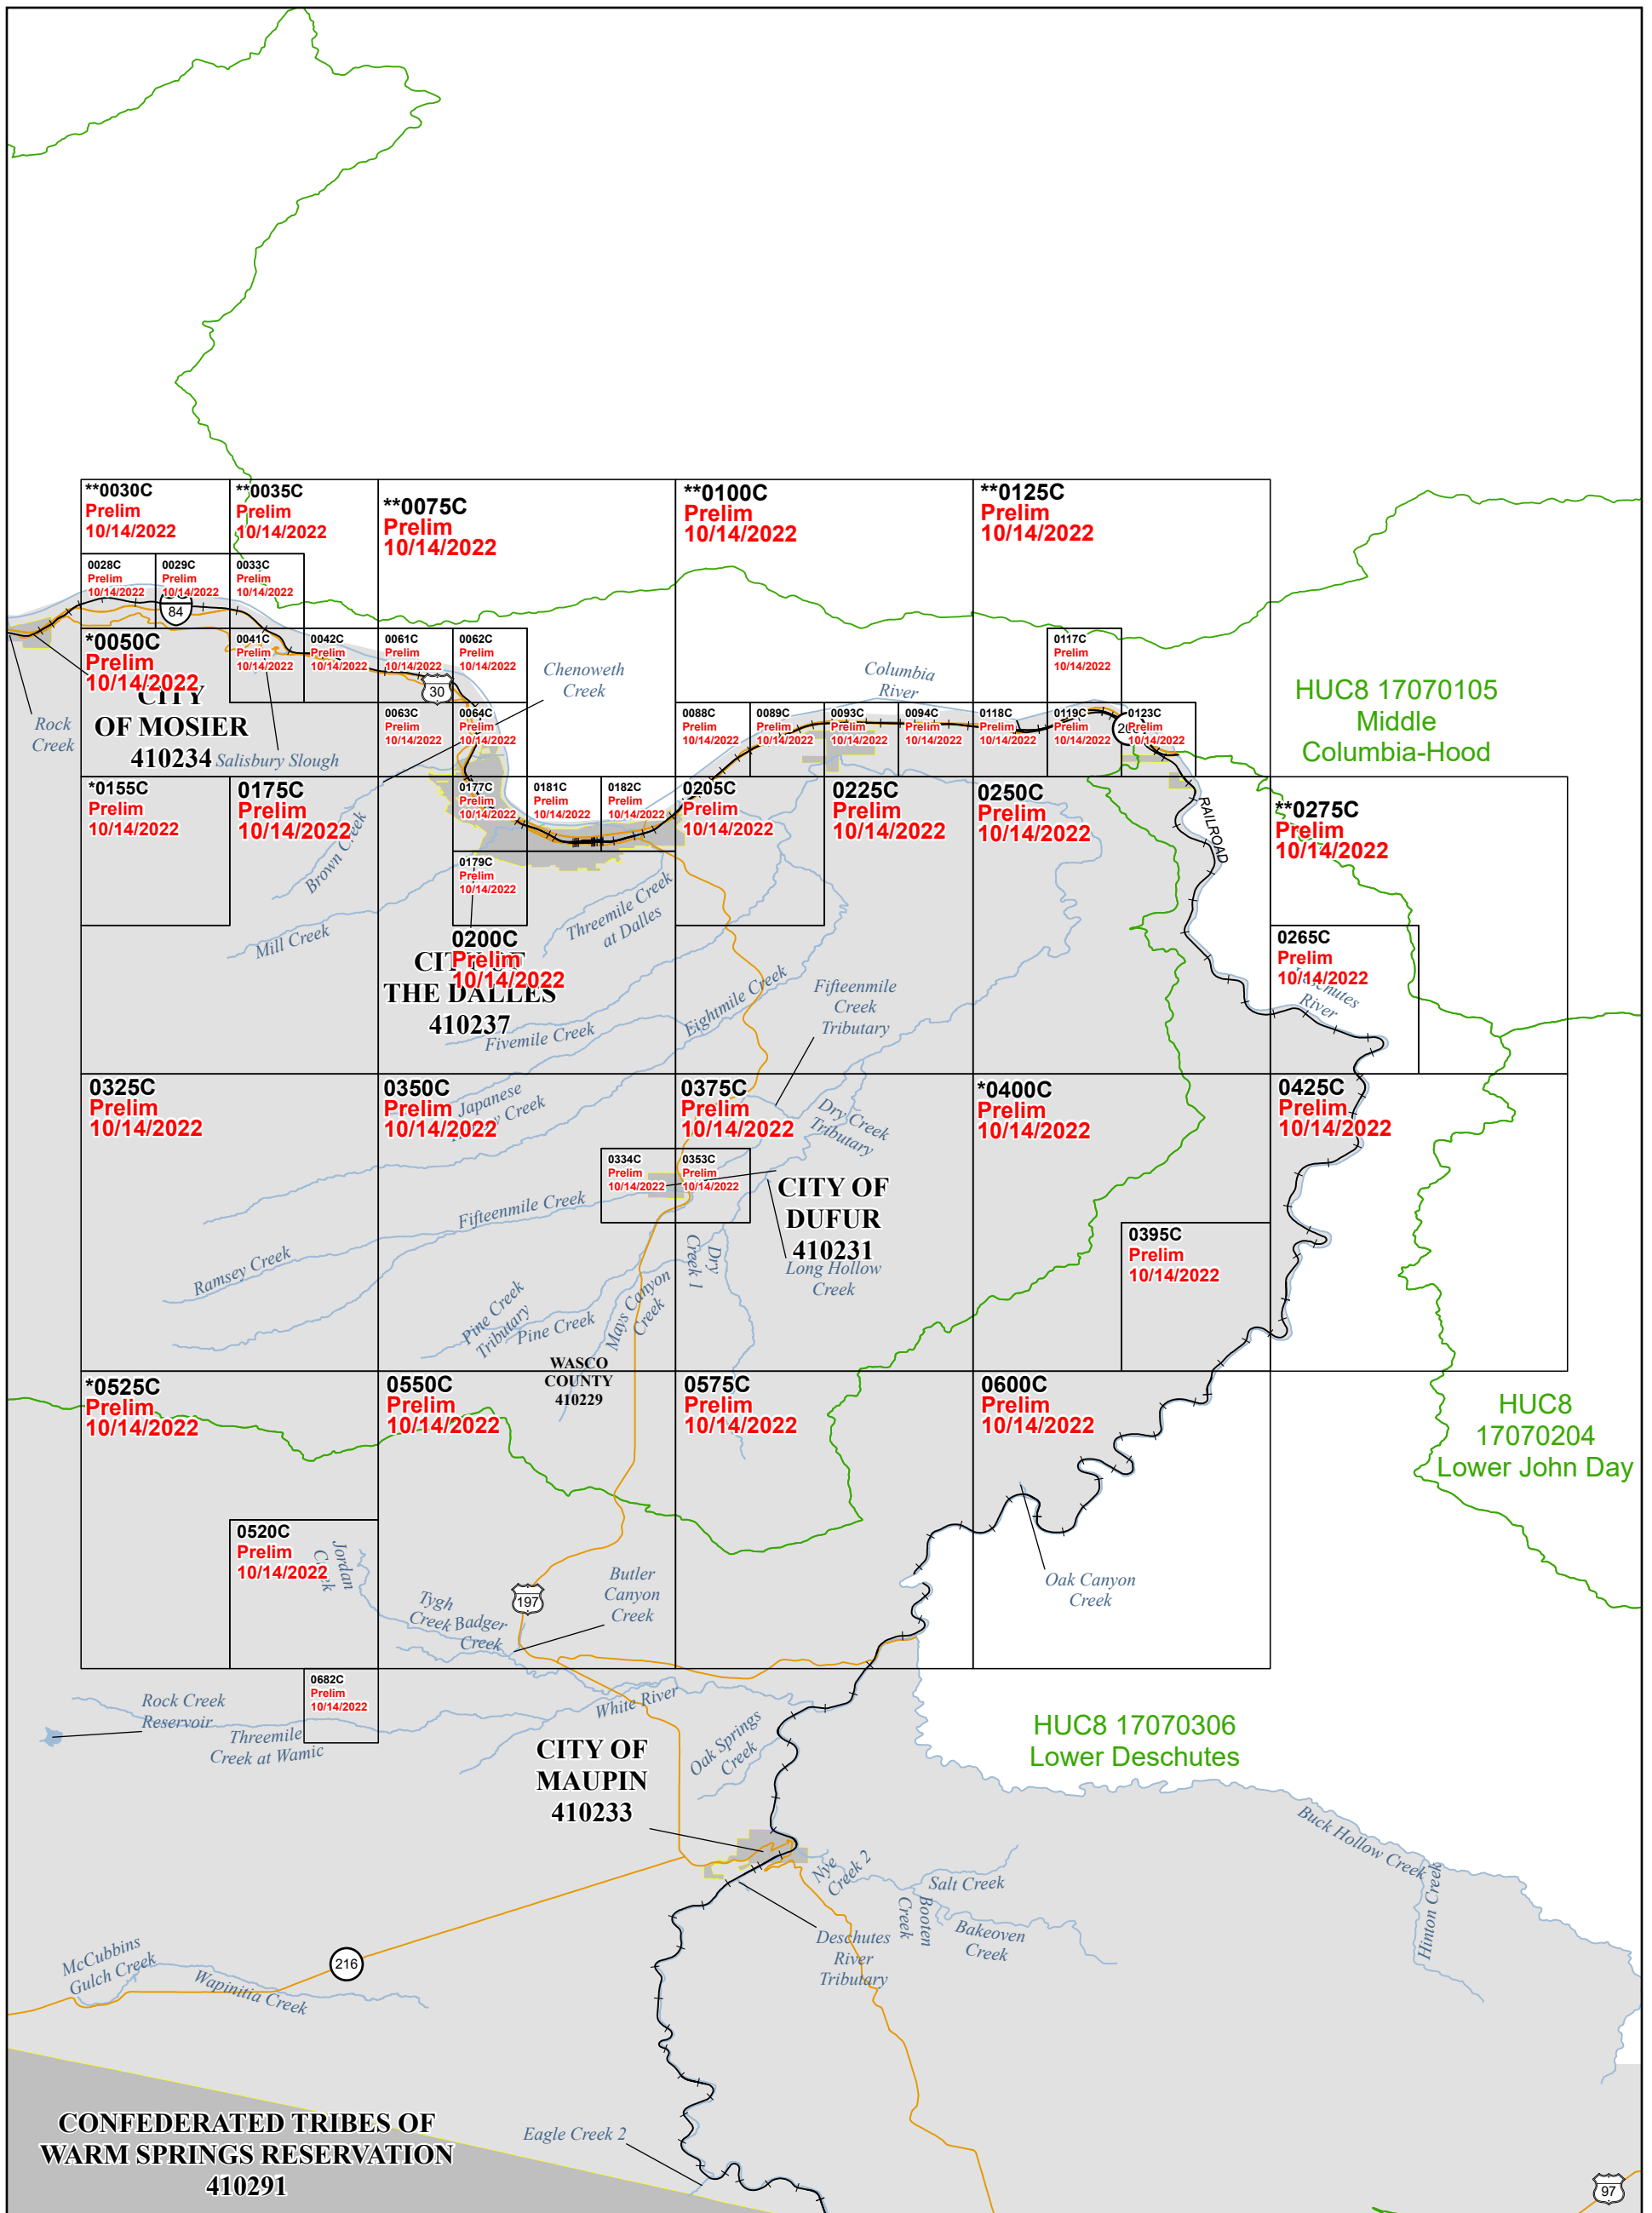 **0030C
Prelim
10/14/2022
**0035C
Prelim
10/14/2022
**0075C
Prelim
10/14/2022
**0100C
Prelim
10/14/2022
**0125C
Prelim
10/14/2022
0028C
Prelim
10/14/2022
0029C
Prelim
10/14/2022
0033C
Prelim
10/14/2022
84
*0050C
Prelim
10/14/2022
CITY
OF MOSIER
410234
0041C
Prelim
10/14/2022
0042C
Prelim
10/14/2022
0061C
Prelim
10/14/2022
0062C
Prelim
10/14/2022
30
Chenoweth
Creek
Columbia
River
0117C
Prelim
10/14/2022
HUC8 17070105
Middle
Columbia-Hood
Rock
Creek
Salisbury Slough
0063C
Prelim
10/14/2022
0064C
Prelim
10/14/2022
0088C
Prelim
10/14/2022
0089C
Prelim
10/14/2022
0093C
Prelim
10/14/2022
0094C
Prelim
10/14/2022
0118C
Prelim
10/14/2022
0119C
Prelim
10/14/2022
0123C
Prelim
10/14/2022
*0155C
Prelim
10/14/2022
0175C
Prelim
10/14/2022
0177C
Prelim
10/14/2022
0181C
Prelim
10/14/2022
0182C
Prelim
10/14/2022
0205C
Prelim
10/14/2022
0225C
Prelim
10/14/2022
0250C
Prelim
10/14/2022
RAILROAD
**0275C
Prelim
10/14/2022
Brown Creek
0179C
Prelim
10/14/2022
Threemile Creek
at Dalles
Mill Creek
0200C
Prelim
10/14/2022
CITY OF
THE DALLES
410237
Fivemile Creek
Eightmile Creek
Fifteenmile
Creek
Tributary
0265C
Prelim
10/14/2022
River
0325C
Prelim
10/14/2022
0350C
Prelim
10/14/2022
Japanese
Creek
0375C
Prelim
10/14/2022
Dry Creek
Tributary
*0400C
Prelim
10/14/2022
0425C
Prelim
10/14/2022
0334C
Prelim
10/14/2022
0353C
Prelim
10/14/2022
CITY OF
DUFUR
410231
Fifteenmile Creek
Ramsey Creek
Dry
Creek 1
Long Hollow
Creek
0395C
Prelim
10/14/2022
Pine Creek
Tributary
Pine Creek
Mays Canyon
Creek
WASCO
COUNTY
410229
*0525C
Prelim
10/14/2022
0550C
Prelim
10/14/2022
0575C
Prelim
10/14/2022
0600C
Prelim
10/14/2022
HUC8
17070204
Lower John Day
0520C
Prelim
10/14/2022
Jordan
Tygh
Creek
Badger
Creek
197
Butler
Canyon
Creek
Oak Canyon
Creek
0682C
Prelim
10/14/2022
Rock Creek
Reservoir
Threemile
Creek at Wamic
White River
Oak Springs
Creek
HUC8 17070306
Lower Deschutes
CITY OF
MAUPIN
410233
Nye
Creek 2
Salt Creek
Booten
Creek
Bakeoven
Creek
Buck Hollow Creek
Hinton Creek
Deschutes
River
Tributary
McCubbins
Gulch Creek
Wapinitia Creek
216
CONFEDERATED TRIBES OF
WARM SPRINGS RESERVATION
410291
Eagle Creek 2
97